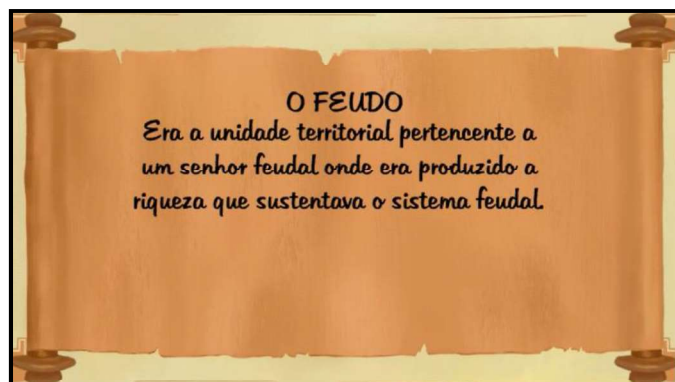 O FEUDO
Era a unidade territorial pertencente a
um senhor feudal onde era produzido a
riqueza que sustentava o sistema feudal.